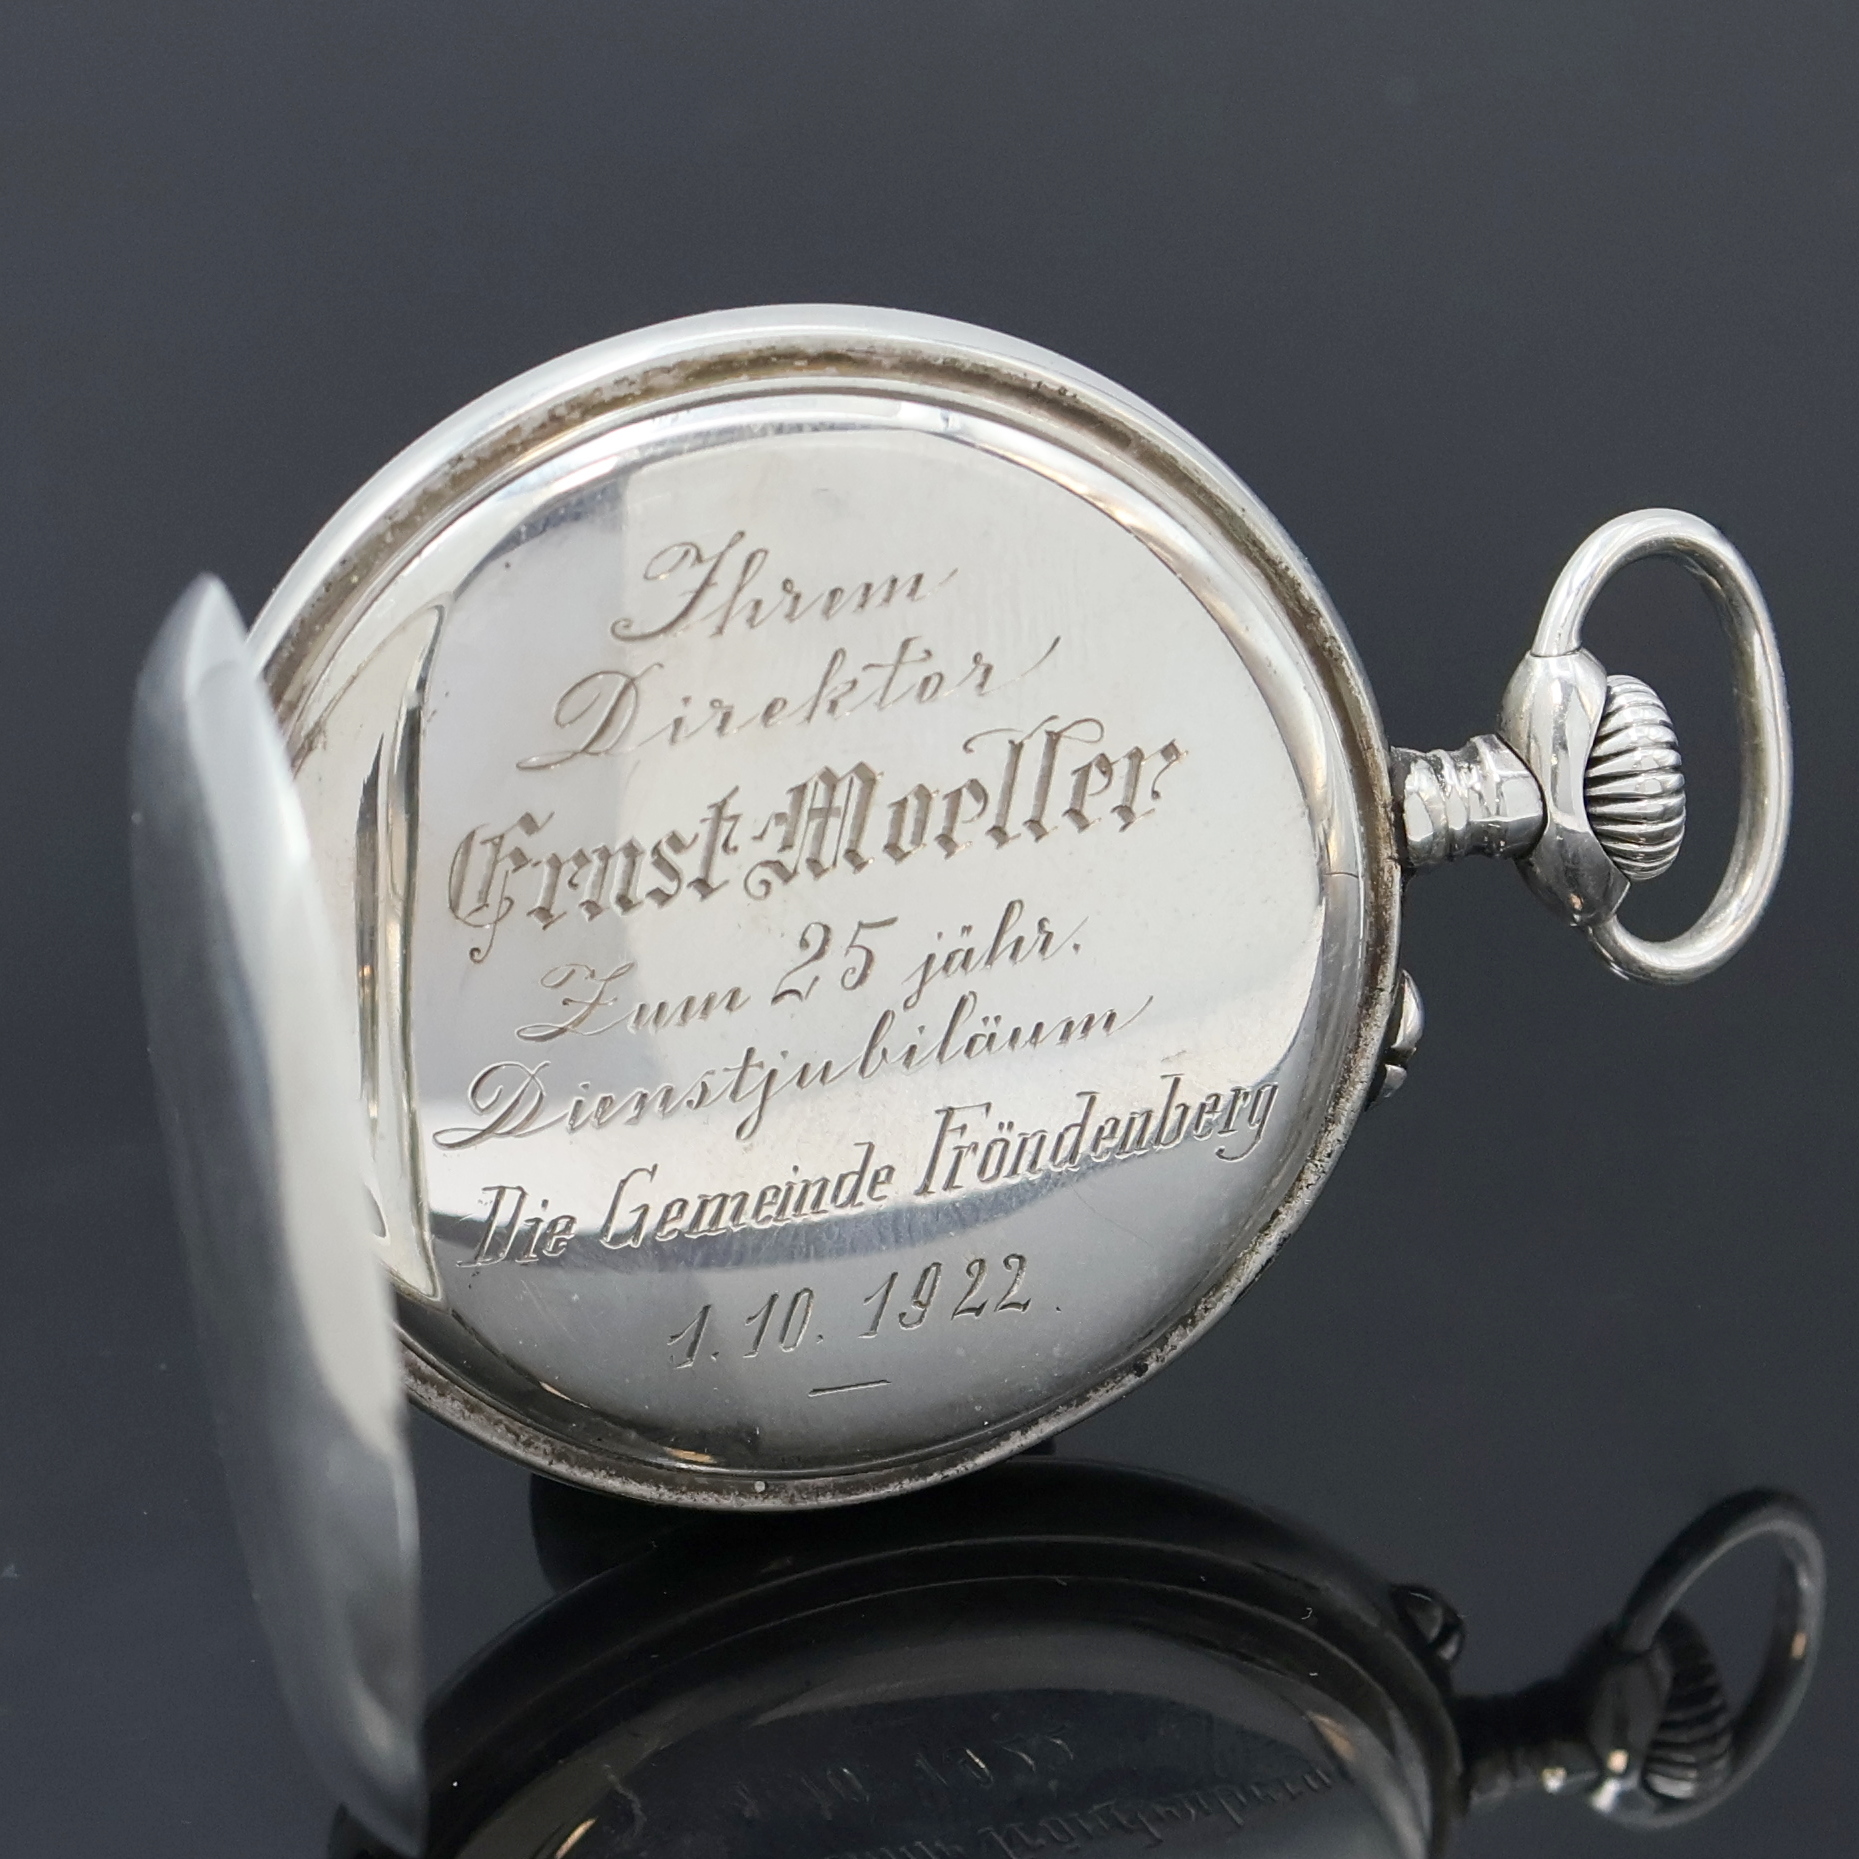 Ihrem
Direktor
Ernst Moeller
Zum 25 jähr.
Dienstjubiläum
Die Gemeinde Fröndenberg
1.10.1922.